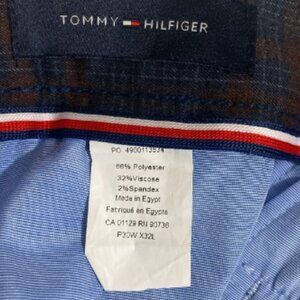 TOMMY HILFIGER
PO. 4900113534
66% Polyester
32%Viscose
2%Spandex
Made in Egypt
Fabriqué en Egypte
CA 01129 RN 90736
P30W X32L